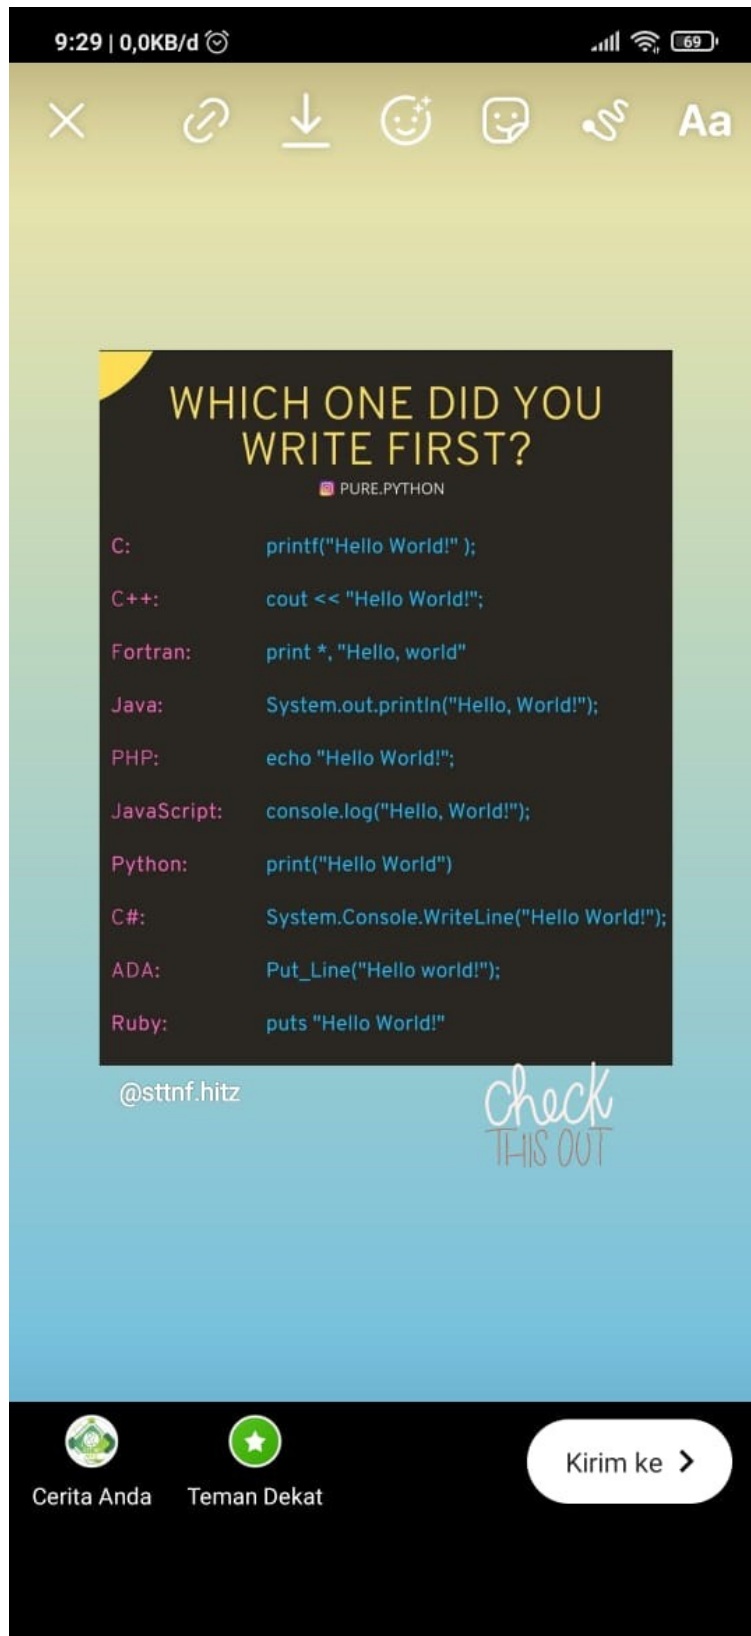 9:29 | 0,0KB/d
69
Aa
WHICH ONE DID YOU
WRITE FIRST?
PURE.PYTHON
C: printf("Hello World!" );
C++: cout << "Hello World!";
Fortran: print *, "Hello, world"
Java: System.out.println("Hello, World!");
PHP: echo "Hello World!";
JavaScript: console.log("Hello, World!");
Python: print("Hello World")
C#: System.Console.WriteLine("Hello World!");
ADA: Put_Line("Hello world!");
Ruby: puts "Hello World!"
@sttnf.hitz
check
THIS OUT
Kirim ke
Cerita Anda Teman Dekat